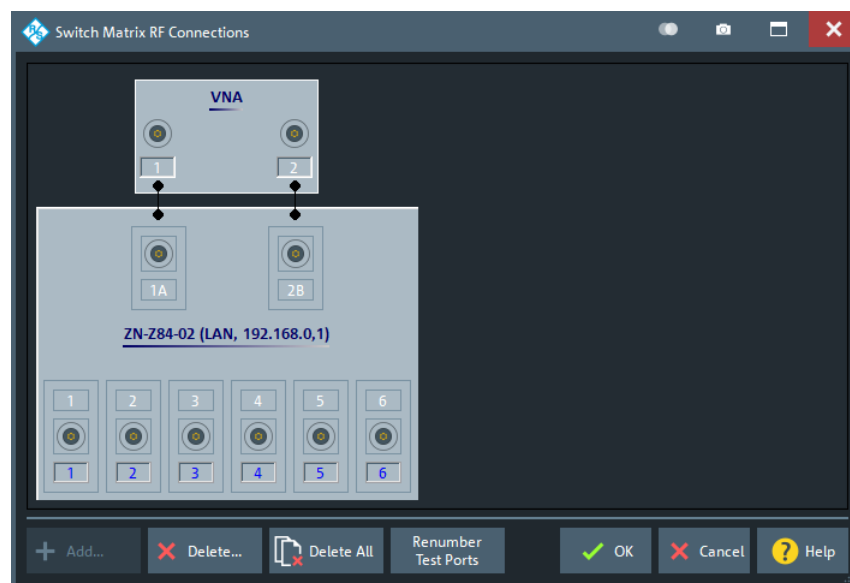 Switch Matrix RF Connections
VNA
1 2
1A 2B
ZN-Z84-02 (LAN, 192.168.0,1)
1 2 3 4 5 6
1 2 3 4 5 6
Add... Delete... Delete All Renumber Test Ports OK Cancel Help